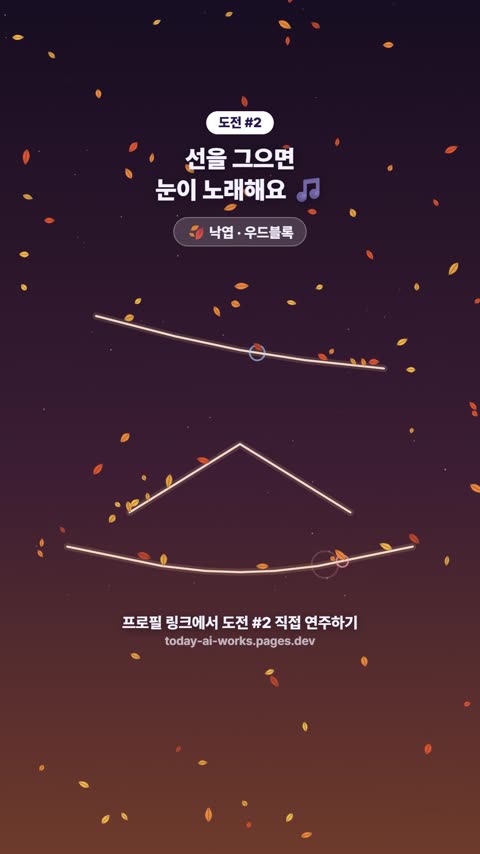 도전 #2
선을 그으면
눈이 노래해요 🎵
🍂 낙엽 · 우드블록
프로필 링크에서 도전 #2 직접 연주하기
today-ai-works.pages.dev